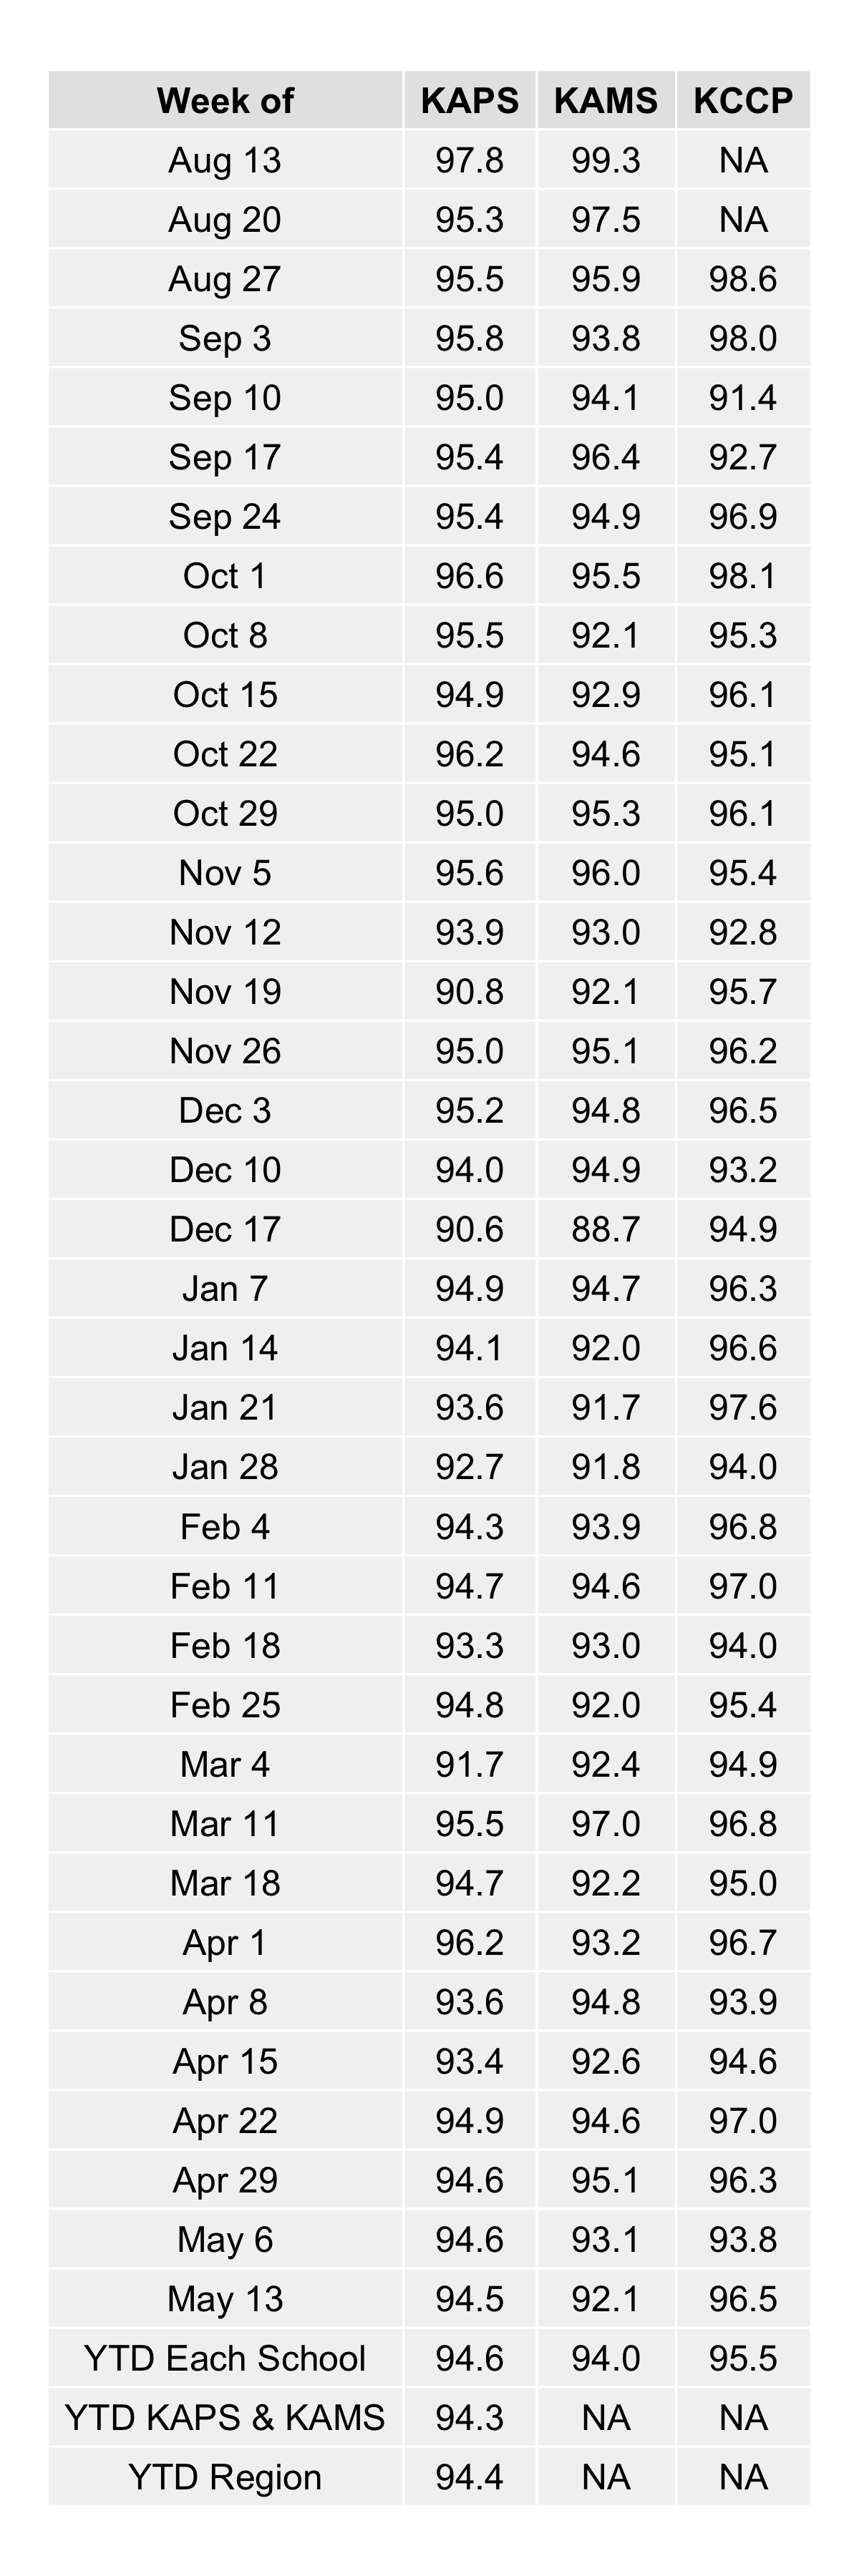 Week of KAPS KAMS KCCP
Aug 13 97.8 99.3 NA
Aug 20 95.3 97.5 NA
Aug 27 95.5 95.9 98.6
Sep 3 95.8 93.8 98.0
Sep 10 95.0 94.1 91.4
Sep 17 95.4 96.4 92.7
Sep 24 95.4 94.9 96.9
Oct 1 96.6 95.5 98.1
Oct 8 95.5 92.1 95.3
Oct 15 94.9 92.9 96.1
Oct 22 96.2 94.6 95.1
Oct 29 95.0 95.3 96.1
Nov 5 95.6 96.0 95.4
Nov 12 93.9 93.0 92.8
Nov 19 90.8 92.1 95.7
Nov 26 95.0 95.1 96.2
Dec 3 95.2 94.8 96.5
Dec 10 94.0 94.9 93.2
Dec 17 90.6 88.7 94.9
Jan 7 94.9 94.7 96.3
Jan 14 94.1 92.0 96.6
Jan 21 93.6 91.7 97.6
Jan 28 92.7 91.8 94.0
Feb 4 94.3 93.9 96.8
Feb 11 94.7 94.6 97.0
Feb 18 93.3 93.0 94.0
Feb 25 94.8 92.0 95.4
Mar 4 91.7 92.4 94.9
Mar 11 95.5 97.0 96.8
Mar 18 94.7 92.2 95.0
Apr 1 96.2 93.2 96.7
Apr 8 93.6 94.8 93.9
Apr 15 93.4 92.6 94.6
Apr 22 94.9 94.6 97.0
Apr 29 94.6 95.1 96.3
May 6 94.6 93.1 93.8
May 13 94.5 92.1 96.5
YTD Each School 94.6 94.0 95.5
YTD KAPS & KAMS 94.3 NA NA
YTD Region 94.4 NA NA